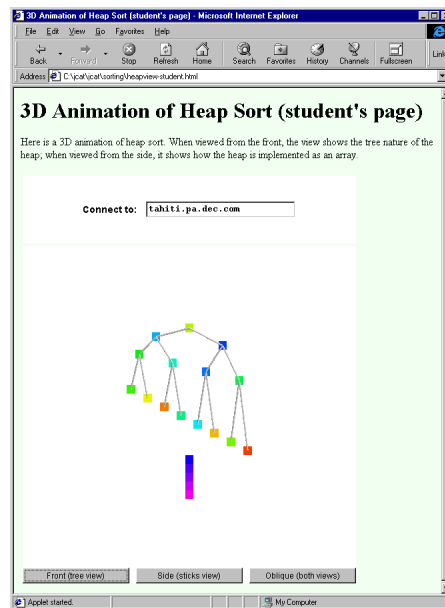 3D Animation of Heap Sort (student's page) - Microsoft Internet Explorer
File Edit View Go Favorites Help
Back Forward Stop Refresh Home Search Favorites History Channels Fullscreen Link
Address C:\jcat\jcat\sorting\heapview-student.html
3D Animation of Heap Sort (student's page)
Here is a 3D animation of heap sort. When viewed from the front, the view shows the tree nature of the
heap; when viewed from the side, it shows how the heap is implemented as an array.
Connect to: tahiti.pa.dec.com
Front (tree view) Side (sticks view) Oblique (both views)
Applet started. My Computer